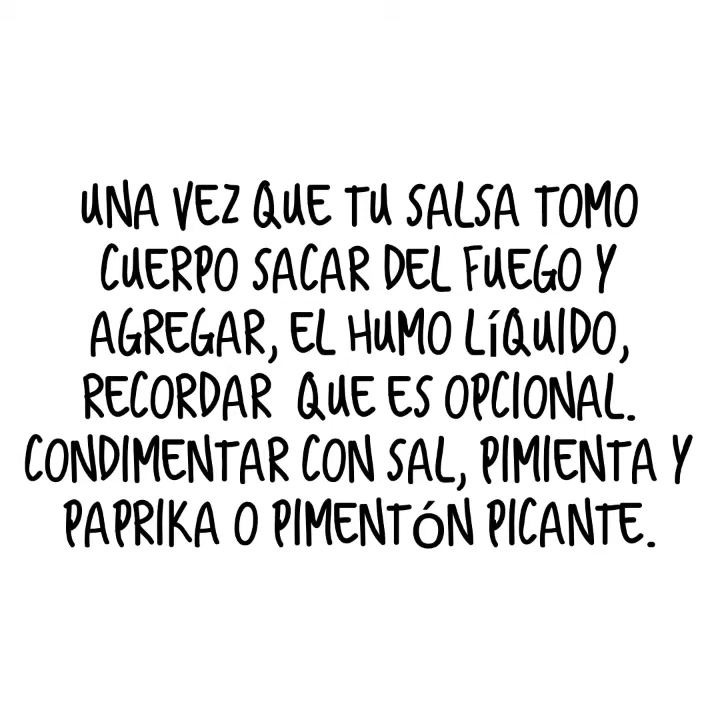 UNA VEZ QUE TU SALSA TOMO
CUERPO SACAR DEL FUEGO Y
AGREGAR, EL HUMO LÍQUIDO,
RECORDAR  QUE ES OPCIONAL.
CONDIMENTAR CON SAL, PIMIENTA Y
PAPRIKA O PIMENTÓN PICANTE.